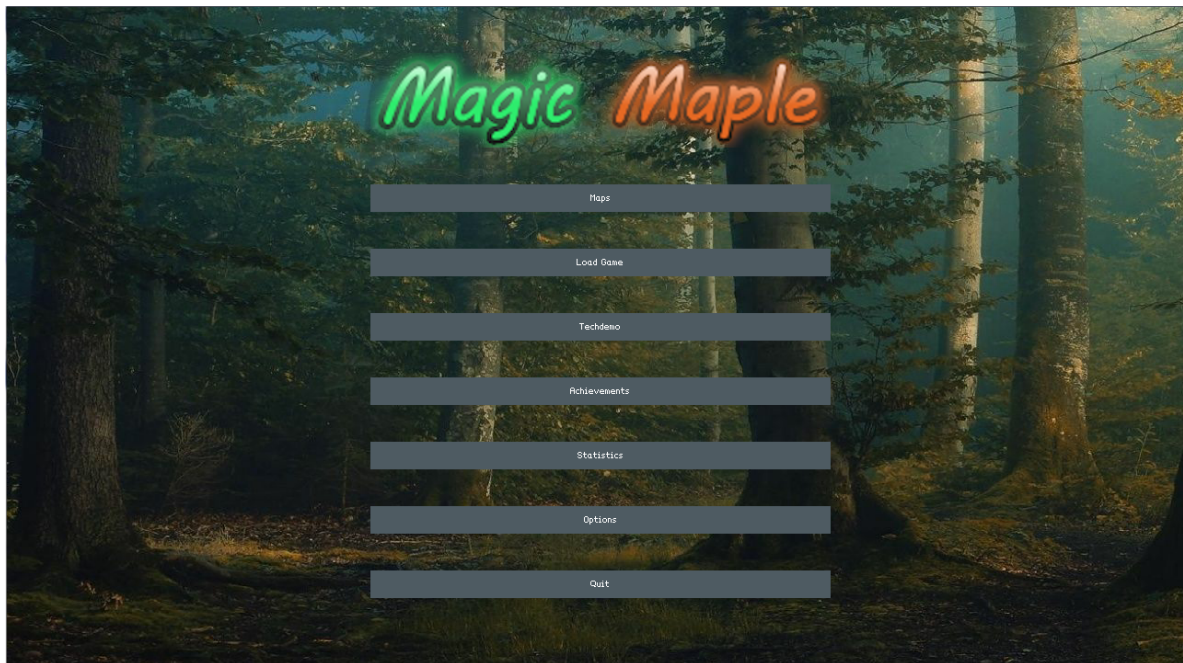 Magic Maple
Maps
Load Game
Techdemo
Achievements
Statistics
Options
Quit